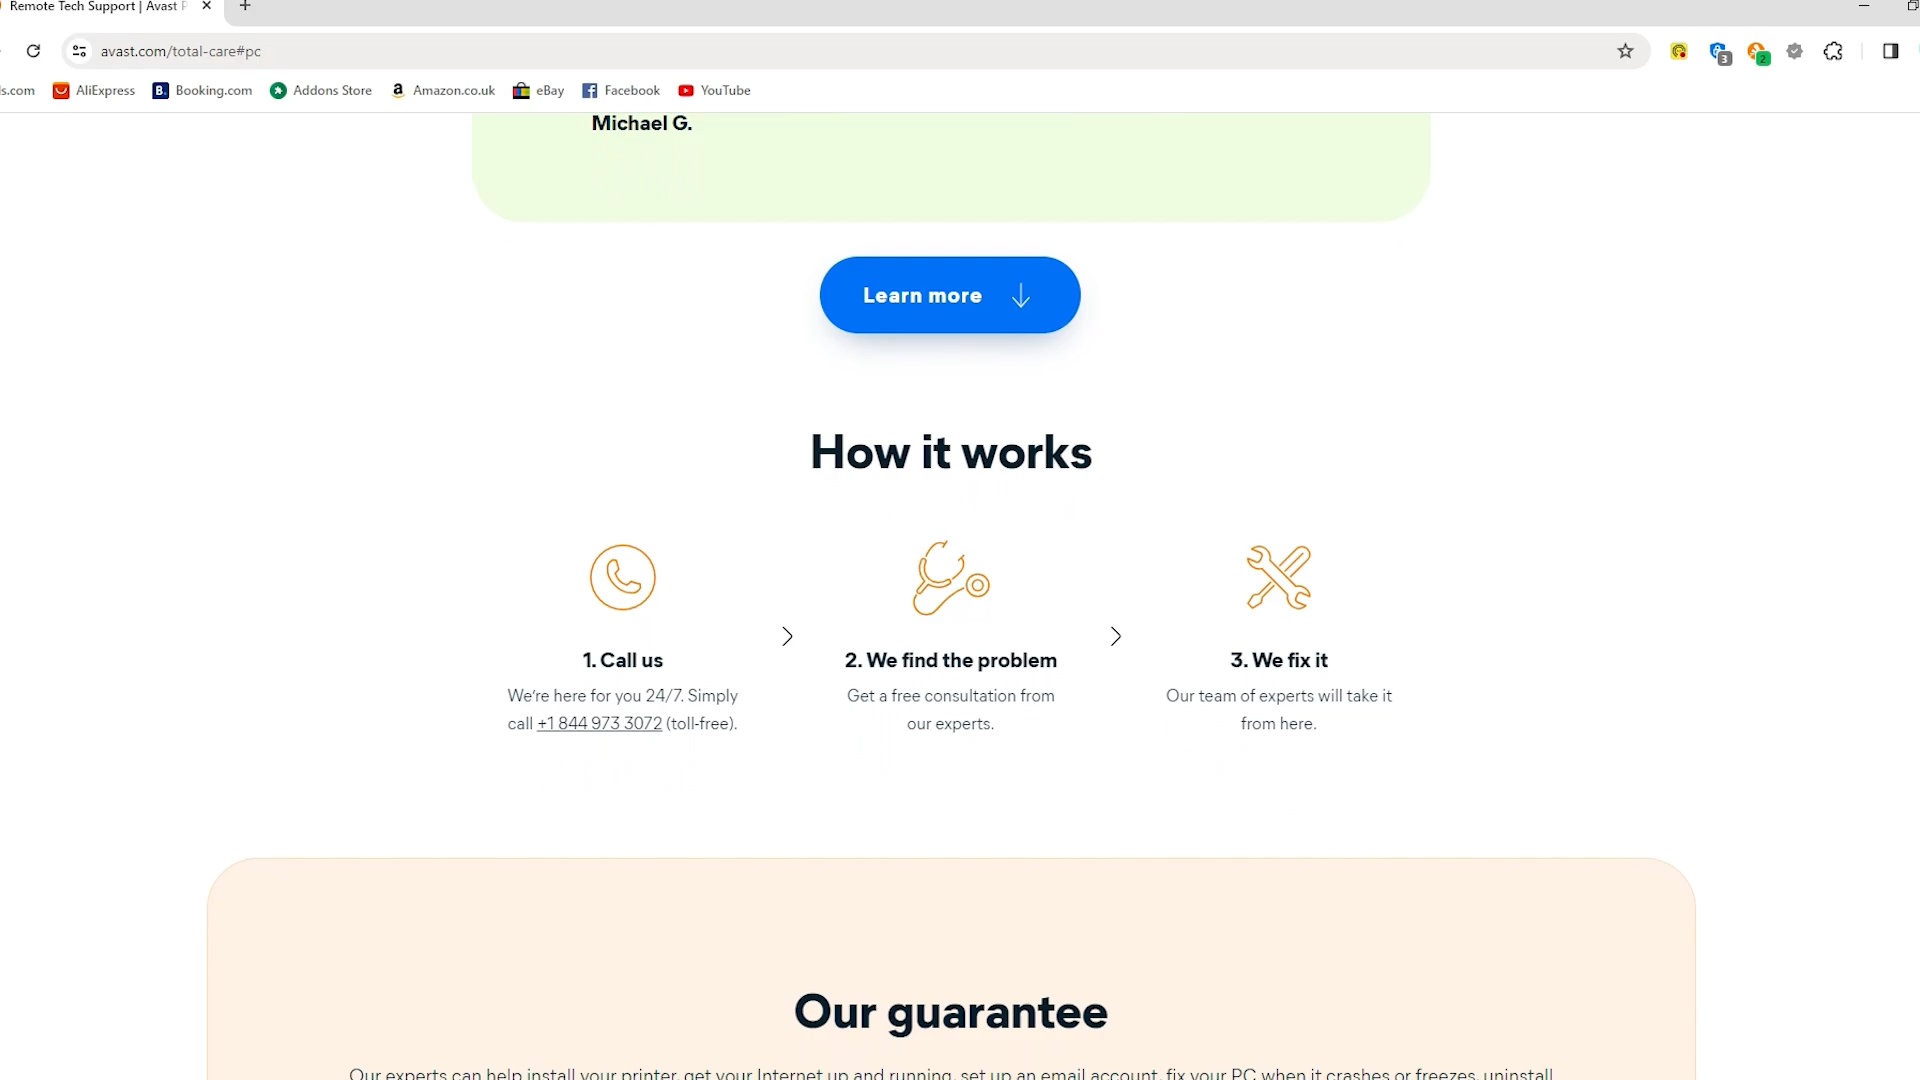 Remote Tech Support | Avast P
avast.com/total-care#pc
3
2
ls.com
AliExpress
B.
Booking.com
Addons Store
a
Amazon.co.uk
eBay
Facebook
YouTube
Michael G.
Learn more
How it works
1. Call us
We're here for you 24/7. Simply
call +1 844 973 3072 (toll-free).
2. We find the problem
Get a free consultation from
our experts.
3. We fix it
Our team of experts will take it
from here.
Our guarantee
Our experts can help install your printer, get your Internet up and running, set up an email account, fix your PC when it crashes or freezes, uninstall